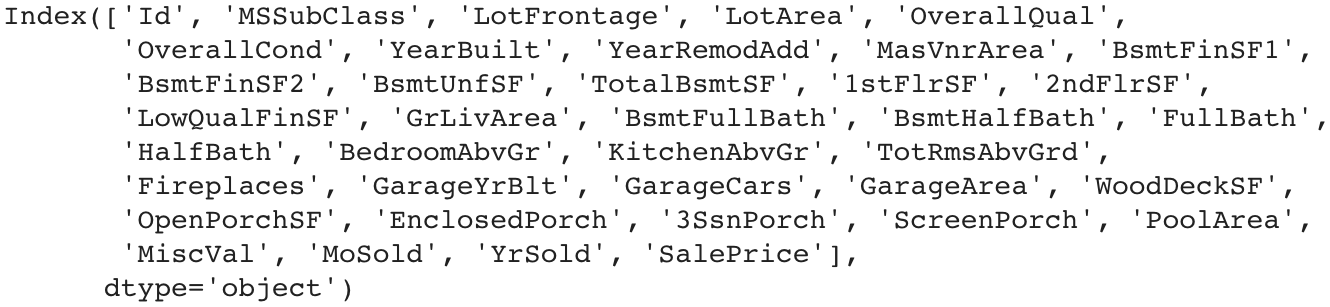 Index(['Id', 'MSSubClass', 'LotFrontage', 'LotArea', 'OverallQual',
'OverallCond', 'YearBuilt', 'YearRemodAdd', 'MasVnrArea', 'BsmtFinSF1',
'BsmtFinSF2', 'BsmtUnfSF', 'TotalBsmtSF', '1stFlrSF', '2ndFlrSF',
'LowQualFinSF', 'GrLivArea', 'BsmtFullBath', 'BsmtHalfBath', 'FullBath',
'HalfBath', 'BedroomAbvGr', 'KitchenAbvGr', 'TotRmsAbvGrd',
'Fireplaces', 'GarageYrBlt', 'GarageCars', 'GarageArea', 'WoodDeckSF',
'OpenPorchSF', 'EnclosedPorch', '3SsnPorch', 'ScreenPorch', 'PoolArea',
'MiscVal', 'MoSold', 'YrSold', 'SalePrice'],
dtype='object')